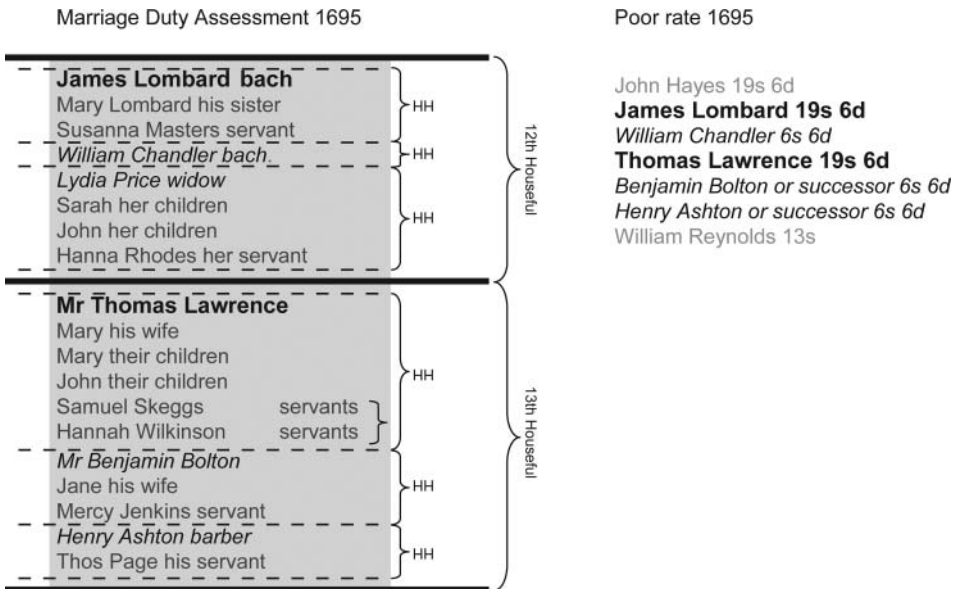 Marriage Duty Assessment 1695
James Lombard bach
Mary Lombard his sister
Susanna Masters servant
HH
William Chandler bach.
HH
Lydia Price widow
Sarah her children
John her children
Hanna Rhodes her servant
HH
12th Houseful
Mr Thomas Lawrence
Mary his wife
Mary their children
John their children
Samuel Skeggs servants
Hannah Wilkinson servants
HH
Mr Benjamin Bolton
Jane his wife
Mercy Jenkins servant
HH
Henry Ashton barber
Thos Page his servant
HH
13th Houseful
Poor rate 1695
John Hayes 19s 6d
James Lombard 19s 6d
William Chandler 6s 6d
Thomas Lawrence 19s 6d
Benjamin Bolton or successor 6s 6d
Henry Ashton or successor 6s 6d
William Reynolds 13s